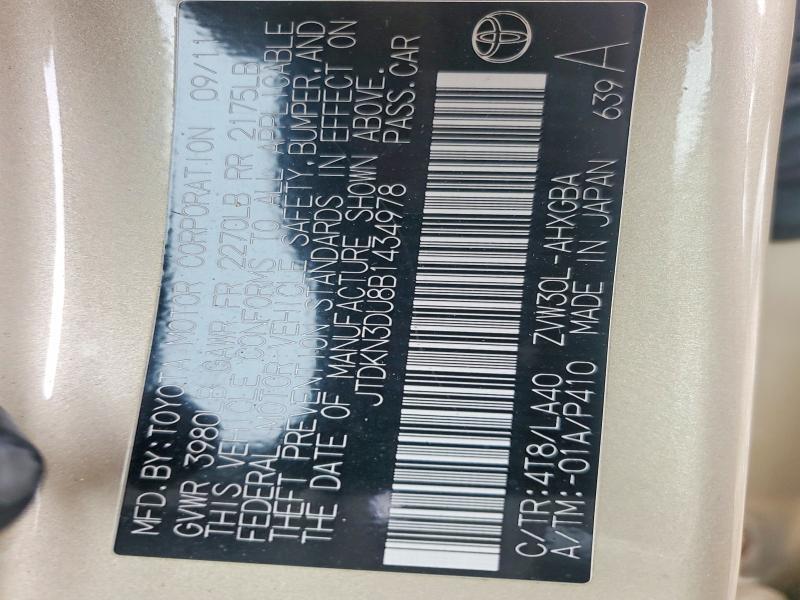 MFD.BY:TOYOTA MOTOR CORPORATION 09/11
GVWR 3980LB GAWR FR 2270LB RR 2175LB
THIS VEHICLE CONFORMS TO ALL APPLICABLE
FEDERAL MOTOR VEHICLE SAFETY,BUMPER,AND
THEFT PREVENTION STANDARDS IN EFFECT ON
THE DATE OF MANUFACTURE SHOWN ABOVE.
JTDKN3DU8B1434978 PASS.CAR
C/TR:4T8/LA40 ZVW30L-AHXGBA
A/TM:-01A/P410 MADE IN JAPAN 639 A